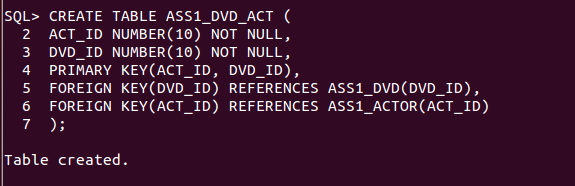 SQL> CREATE TABLE ASS1_DVD_ACT (
  2  ACT_ID NUMBER(10) NOT NULL,
  3  DVD_ID NUMBER(10) NOT NULL,
  4  PRIMARY KEY(ACT_ID, DVD_ID),
  5  FOREIGN KEY(DVD_ID) REFERENCES ASS1_DVD(DVD_ID),
  6  FOREIGN KEY(ACT_ID) REFERENCES ASS1_ACTOR(ACT_ID)
  7  );
Table created.